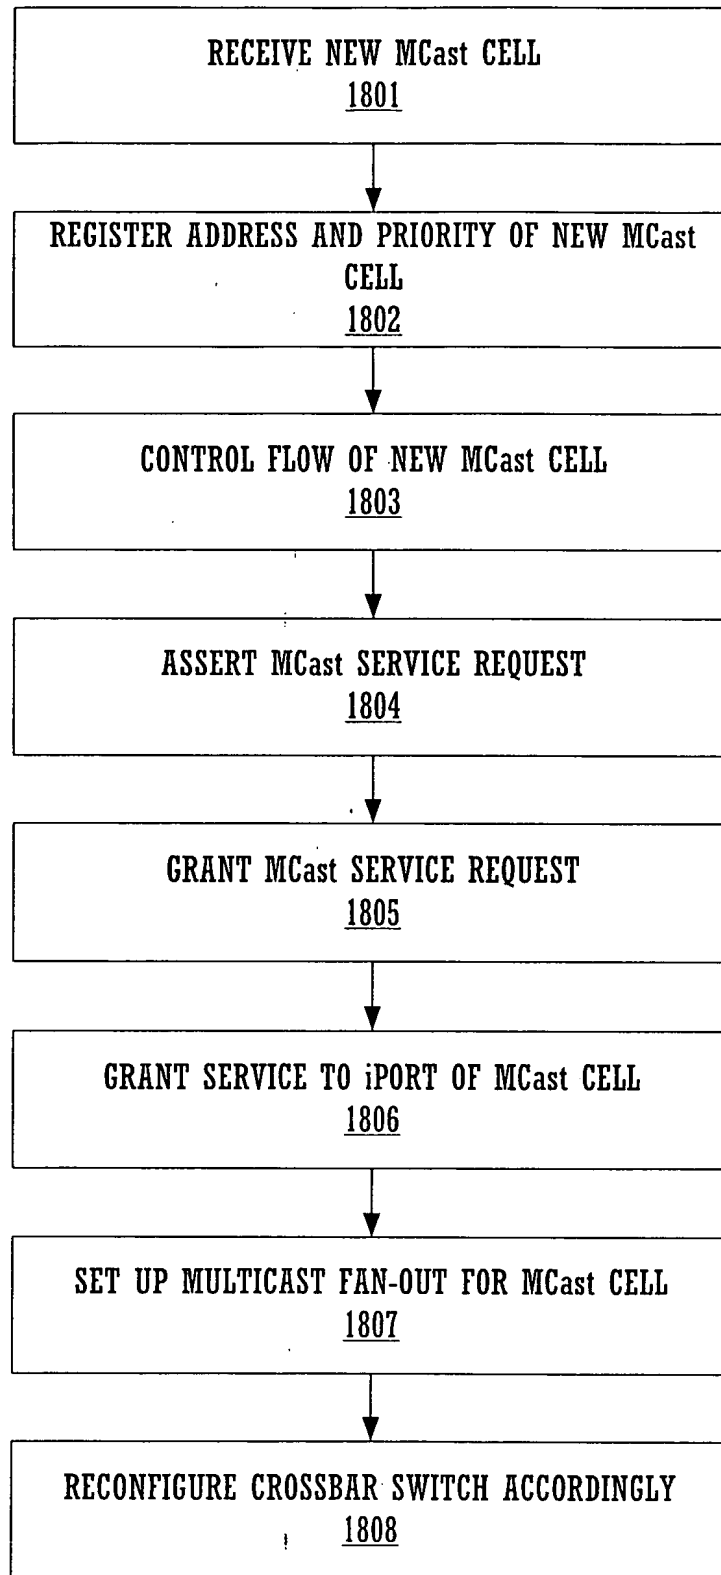 RECEIVE NEW MCast CELL
1801
REGISTER ADDRESS AND PRIORITY OF NEW MCast
CELL
1802
CONTROL FLOW OF NEW MCast CELL
1803
ASSERT MCast SERVICE REQUEST
1804
GRANT MCast SERVICE REQUEST
1805
GRANT SERVICE TO iPORT OF MCast CELL
1806
SET UP MULTICAST FAN-OUT FOR MCast CELL
1807
RECONFIGURE CROSSBAR SWITCH ACCORDINGLY
1808